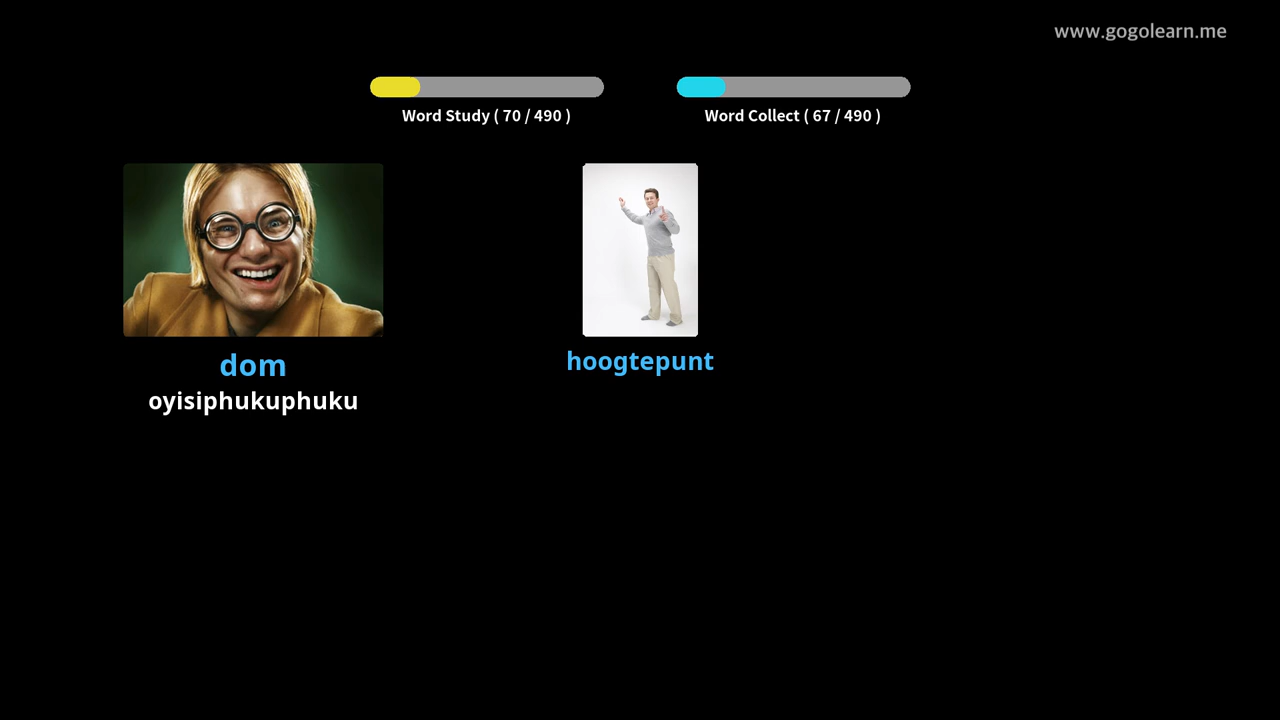 www.gogolearn.me
Word Study ( 70 / 490 )
Word Collect ( 67 / 490 )
dom
oyisiphukuphuku
hoogtepunt